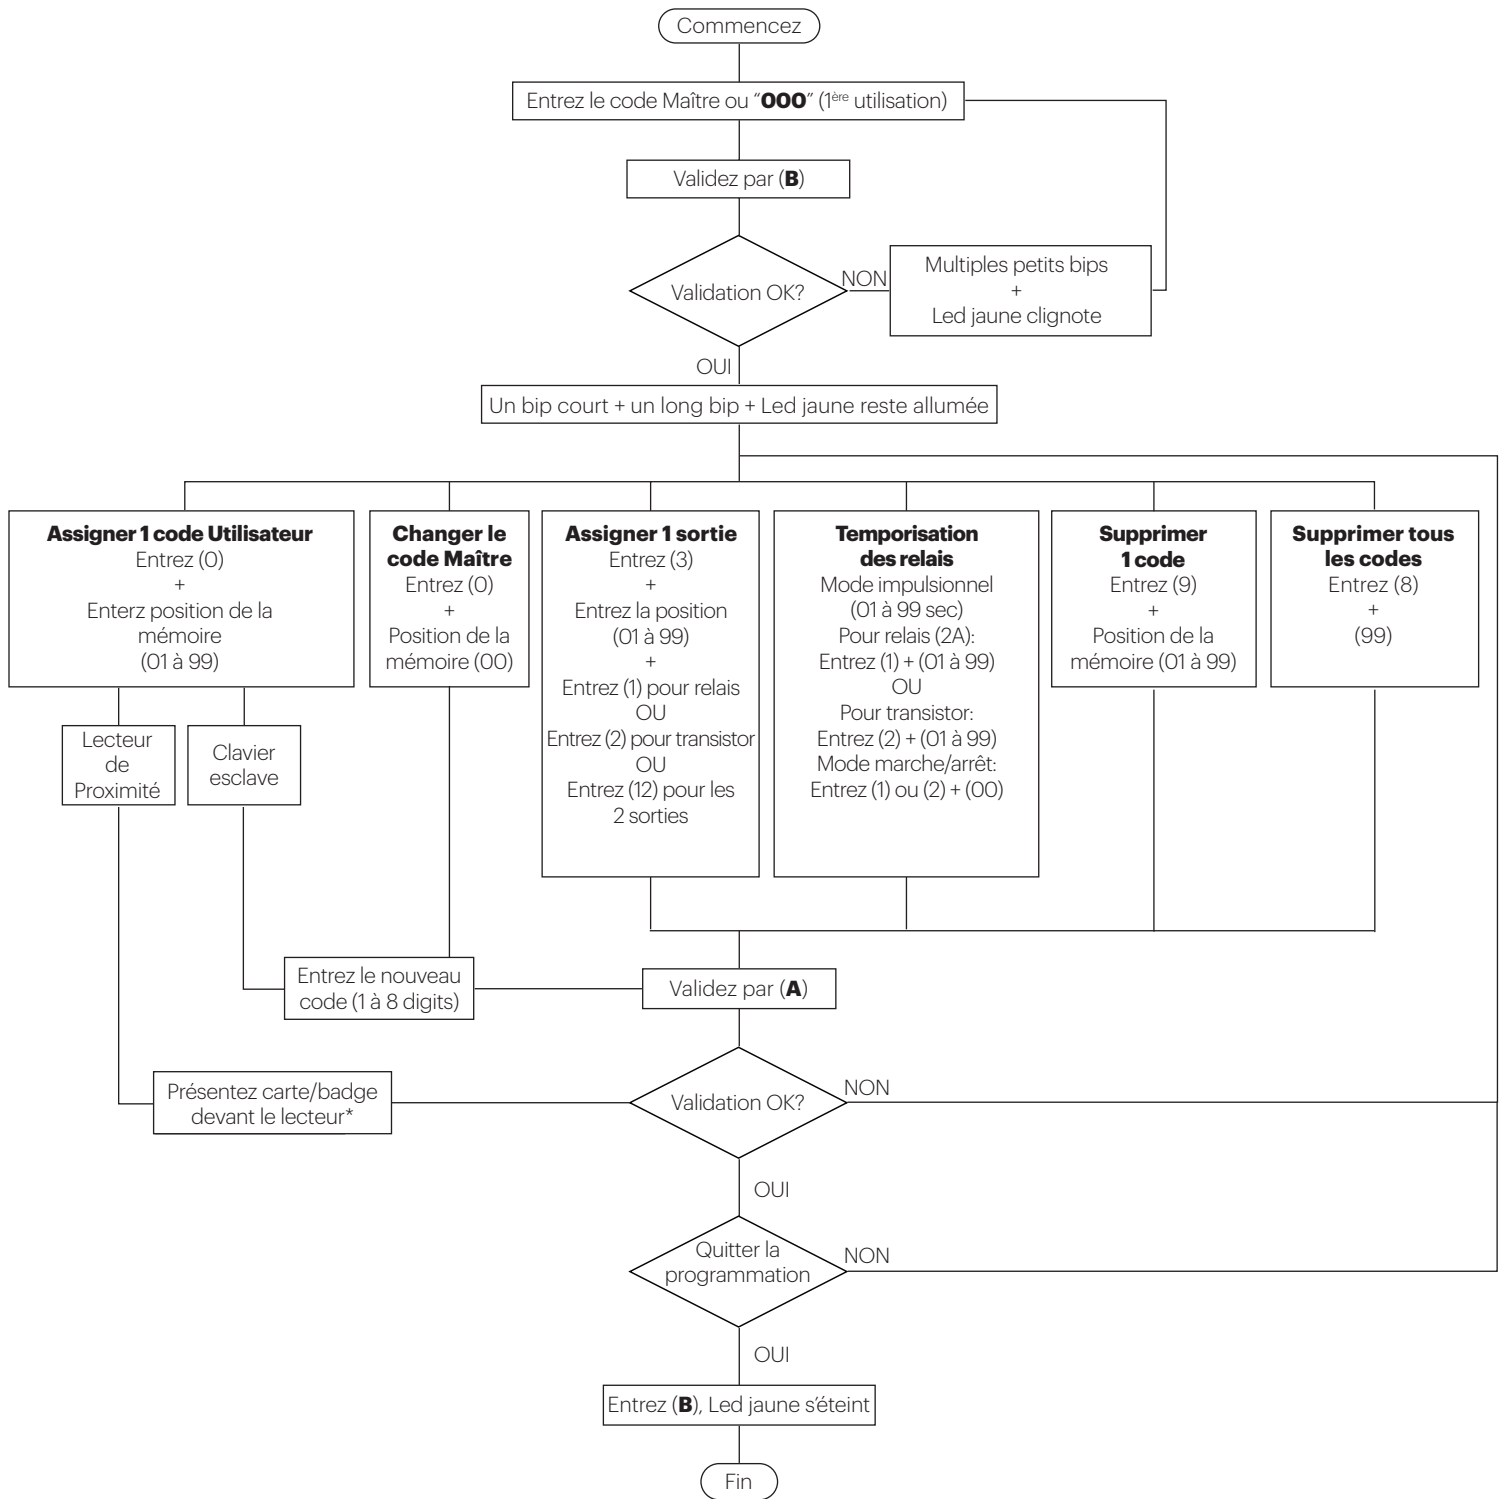 Commencez
Entrez le code Maître ou “000” (1ère utilisation)
Validez par (B)
Validation OK?
NON
Multiples petits bips
+
Led jaune clignote
OUI
Un bip court + un long bip + Led jaune reste allumée
Assigner 1 code Utilisateur
Entrez (0)
+
Enterz position de la
mémoire
(01 à 99)
Changer le
code Maître
Entrez (0)
+
Position de la
mémoire (00)
Assigner 1 sortie
Entrez (3)
+
Entrez la position
(01 à 99)
+
Entrez (1) pour relais
OU
Entrez (2) pour transistor
OU
Entrez (12) pour les
2 sorties
Temporisation
des relais
Mode impulsionnel
(01 à 99 sec)
Pour relais (2A):
Entrez (1) + (01 à 99)
OU
Pour transistor:
Entrez (2) + (01 à 99)
Mode marche/arrêt:
Entrez (1) ou (2) + (00)
Supprimer
1 code
Entrez (9)
+
Position de la
mémoire (01 à 99)
Supprimer tous
les codes
Entrez (8)
+
(99)
Lecteur
de
Proximité
Clavier
esclave
Entrez le nouveau
code (1 à 8 digits)
Validez par (A)
Présentez carte/badge
devant le lecteur*
Validation OK?
NON
OUI
Quitter la
programmation
NON
OUI
Entrez (B), Led jaune s’éteint
Fin